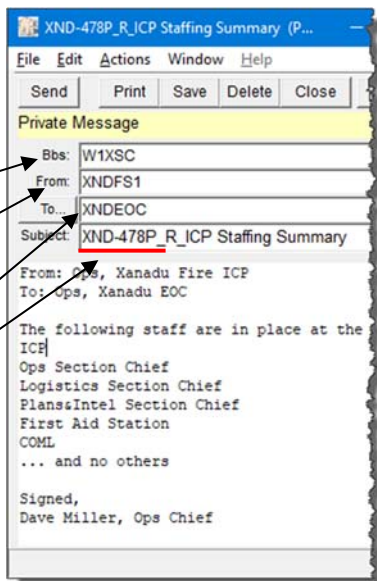 XND-478P_R_ICP Staffing Summary (P...
File Edit Actions Window Help
Send Print Save Delete Close
Private Message
Bbs: W1XSC
From: XNDFS1
To... XNDEOC
Subject: XND-478P_R_ICP Staffing Summary
From: Ops, Xanadu Fire ICP
To: Ops, Xanadu EOC
The following staff are in place at the
ICP
Ops Section Chief
Logistics Section Chief
Plans&Intel Section Chief
First Aid Station
COML
... and no others
Signed,
Dave Miller, Ops Chief